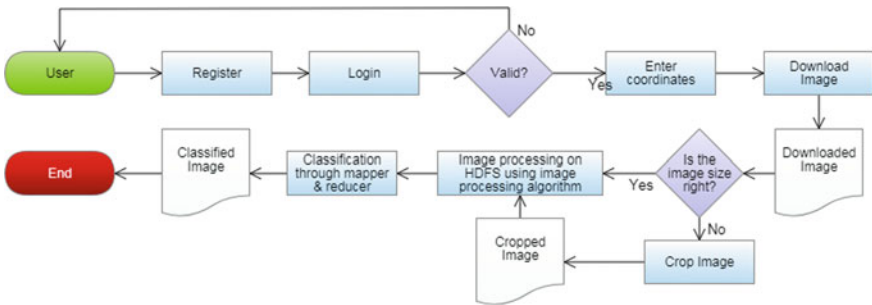 No
User
Register
Login
Valid?
Yes
Enter
coordinates
Download
Image
End
Classified
Image
Classification
through mapper
& reducer
Image processing on
HDFS using image
processing algorithm
Yes
Is the
image size
right?
Downloaded
Image
No
Cropped
Image
Crop Image